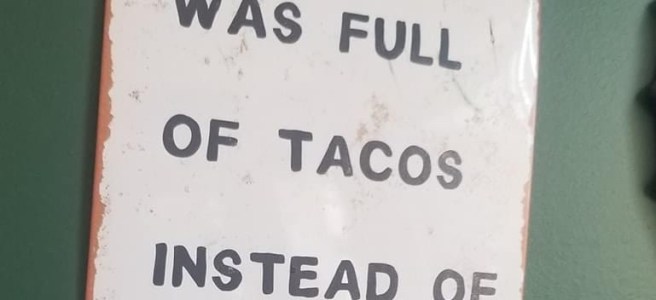 WAS FULL
OF TACOS
INSTEAD OF